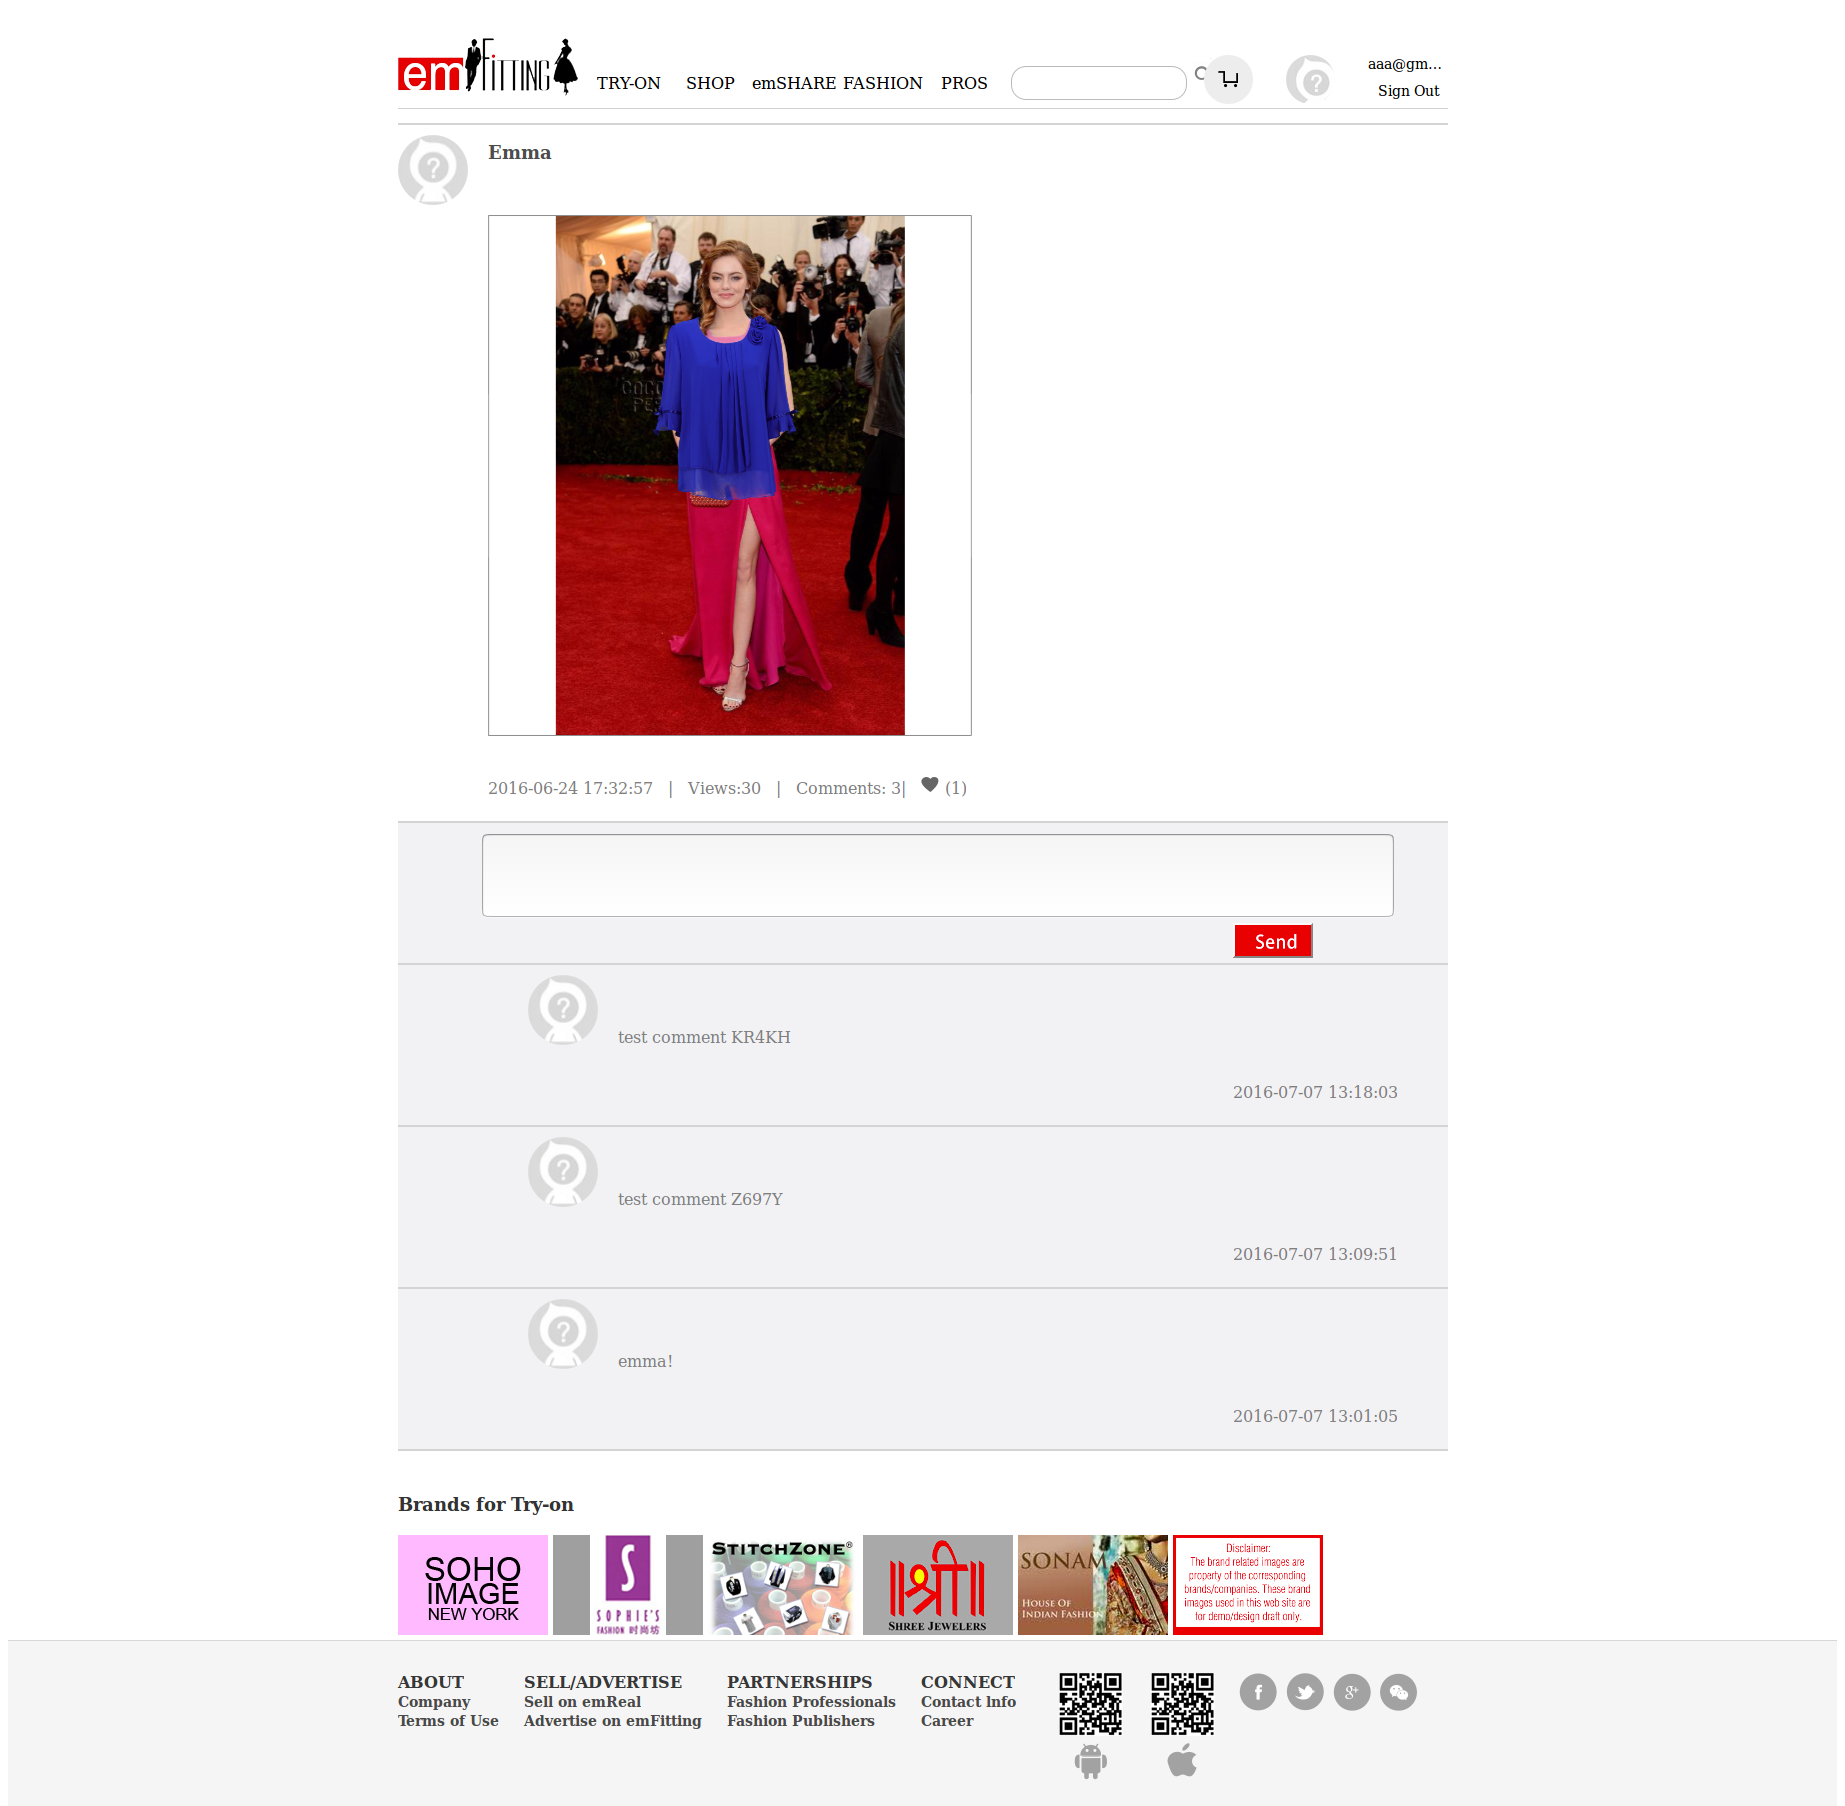 emFITTING
TRY-ON SHOP emSHARE FASHION PROS
aaa@gm...
Sign Out
Emma
2016-06-24 17:32:57 | Views:30 | Comments: 3| (1)
Send
test comment KR4KH
2016-07-07 13:18:03
test comment Z697Y
2016-07-07 13:09:51
emma!
2016-07-07 13:01:05
Brands for Try-on
SOHO
IMAGE
NEW YORK
S
SOPHIE'S
FASHION 时尚坊
STITCHZONE®
॥श्री॥
SHREE JEWELERS
SONAM
HOUSE OF
INDIAN FASHION
Disclaimer:
The brand related images are
property of the corresponding
brands/companies. These brand
images used in this web site are
for demo/design draft only.
ABOUT SELL/ADVERTISE PARTNERSHIPS CONNECT
Company Sell on emReal Fashion Professionals Contact lnfo
Terms of Use Advertise on emFitting Fashion Publishers Career